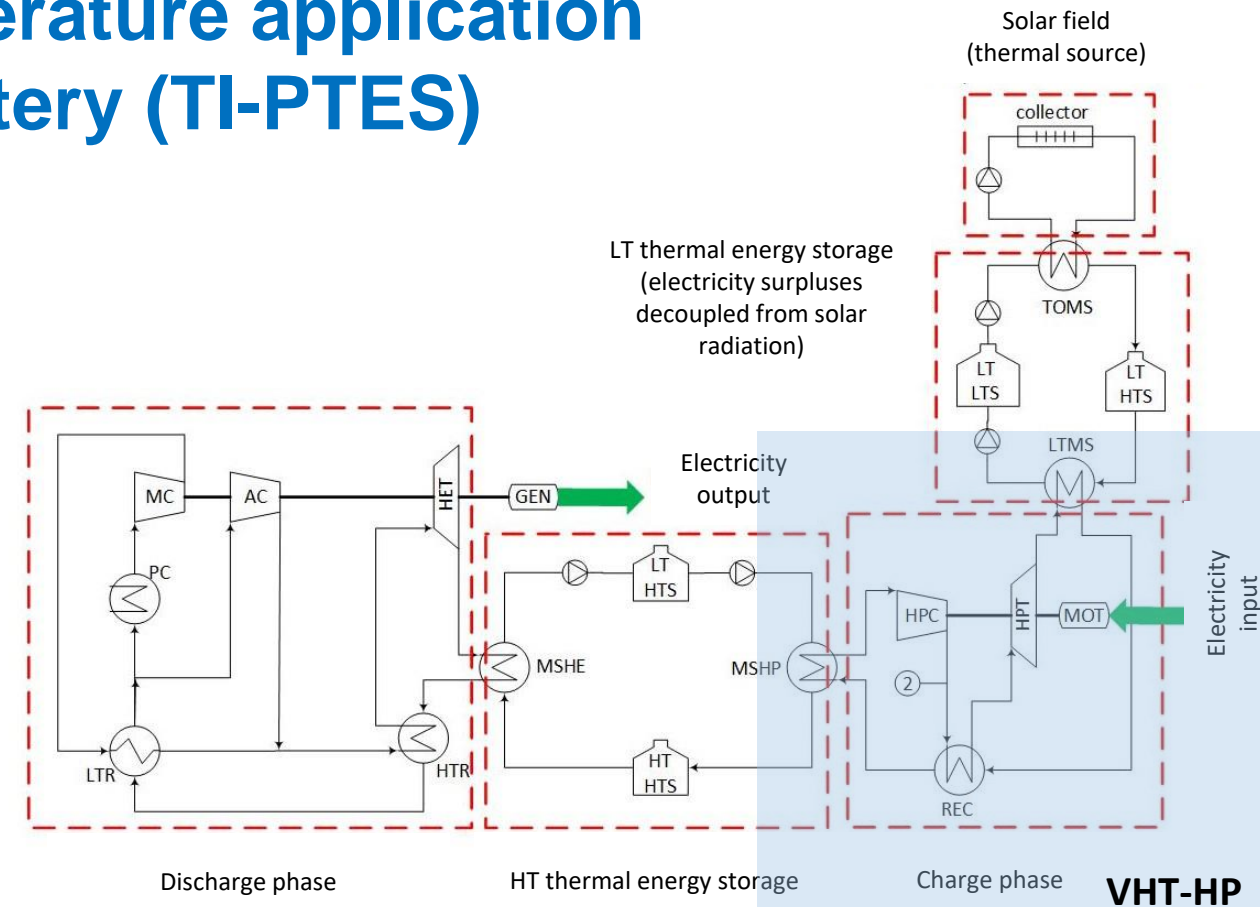 erature application
tery (TI-PTES)
Solar field
(thermal source)
collector
LT thermal energy storage
(electricity surpluses
decoupled from solar
radiation)
TOMS
LT
LTS
LT
HTS
LTMS
MC
AC
HET
GEN
Electricity
output
PC
LT
HTS
HPC
HPT
MOT
Electricity
input
MSHE
MSHP
2
LTR
HTR
HT
HTS
REC
Discharge phase
HT thermal energy storage
Charge phase
VHT-HP